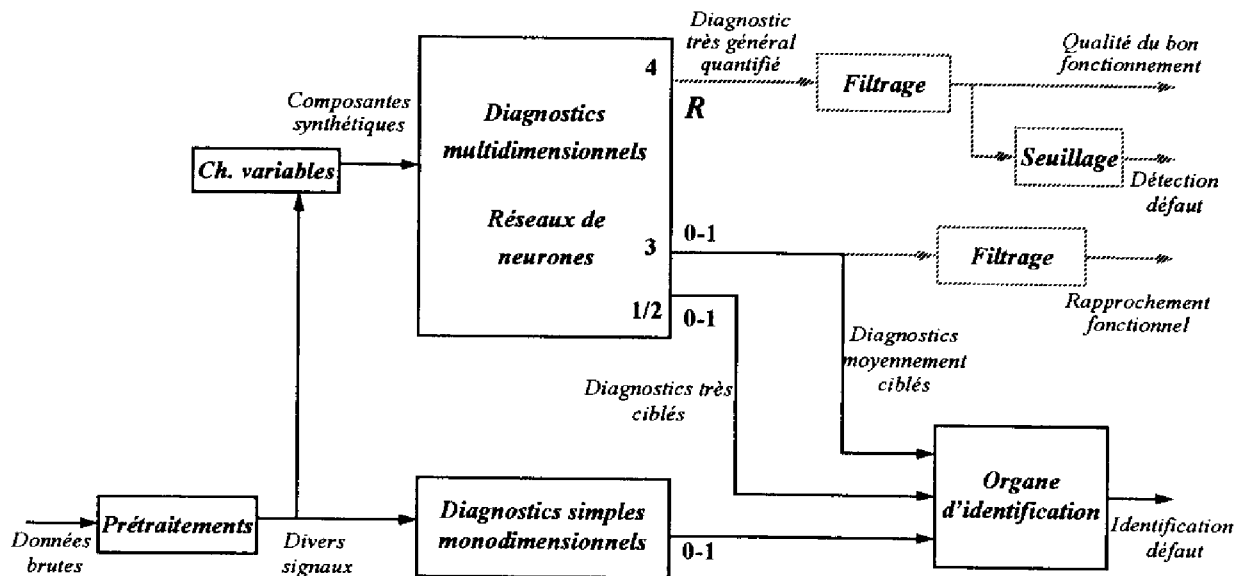 Diagnostic
très général
quantifié
Qualité du bon
fonctionnement
4
Filtrage
R
Composantes
synthétiques
Diagnostics
multidimensionnels
Ch. variables
Seuillage
Détection
défaut
Réseaux de
neurones
3
0-1
Filtrage
1/2
0-1
Rapprochement
fonctionnel
Diagnostics
moyennement
ciblés
Diagnostics très
ciblés
Organe
d'identification
Prétraitements
Diagnostics simples
monodimensionnels
Données
brutes
Divers
signaux
0-1
Identification
défaut